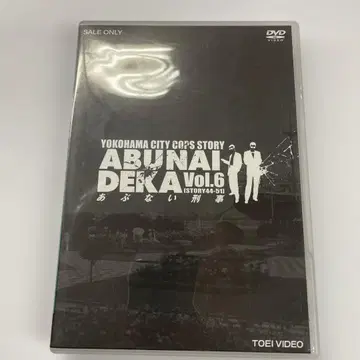 SALE ONLY
DVD
VIDEO
YOKOHAMA CITY COPS STORY
ABUNAI
DEKA Vol.6
[STORY44-51]
あぶない刑事
TOEI VIDEO